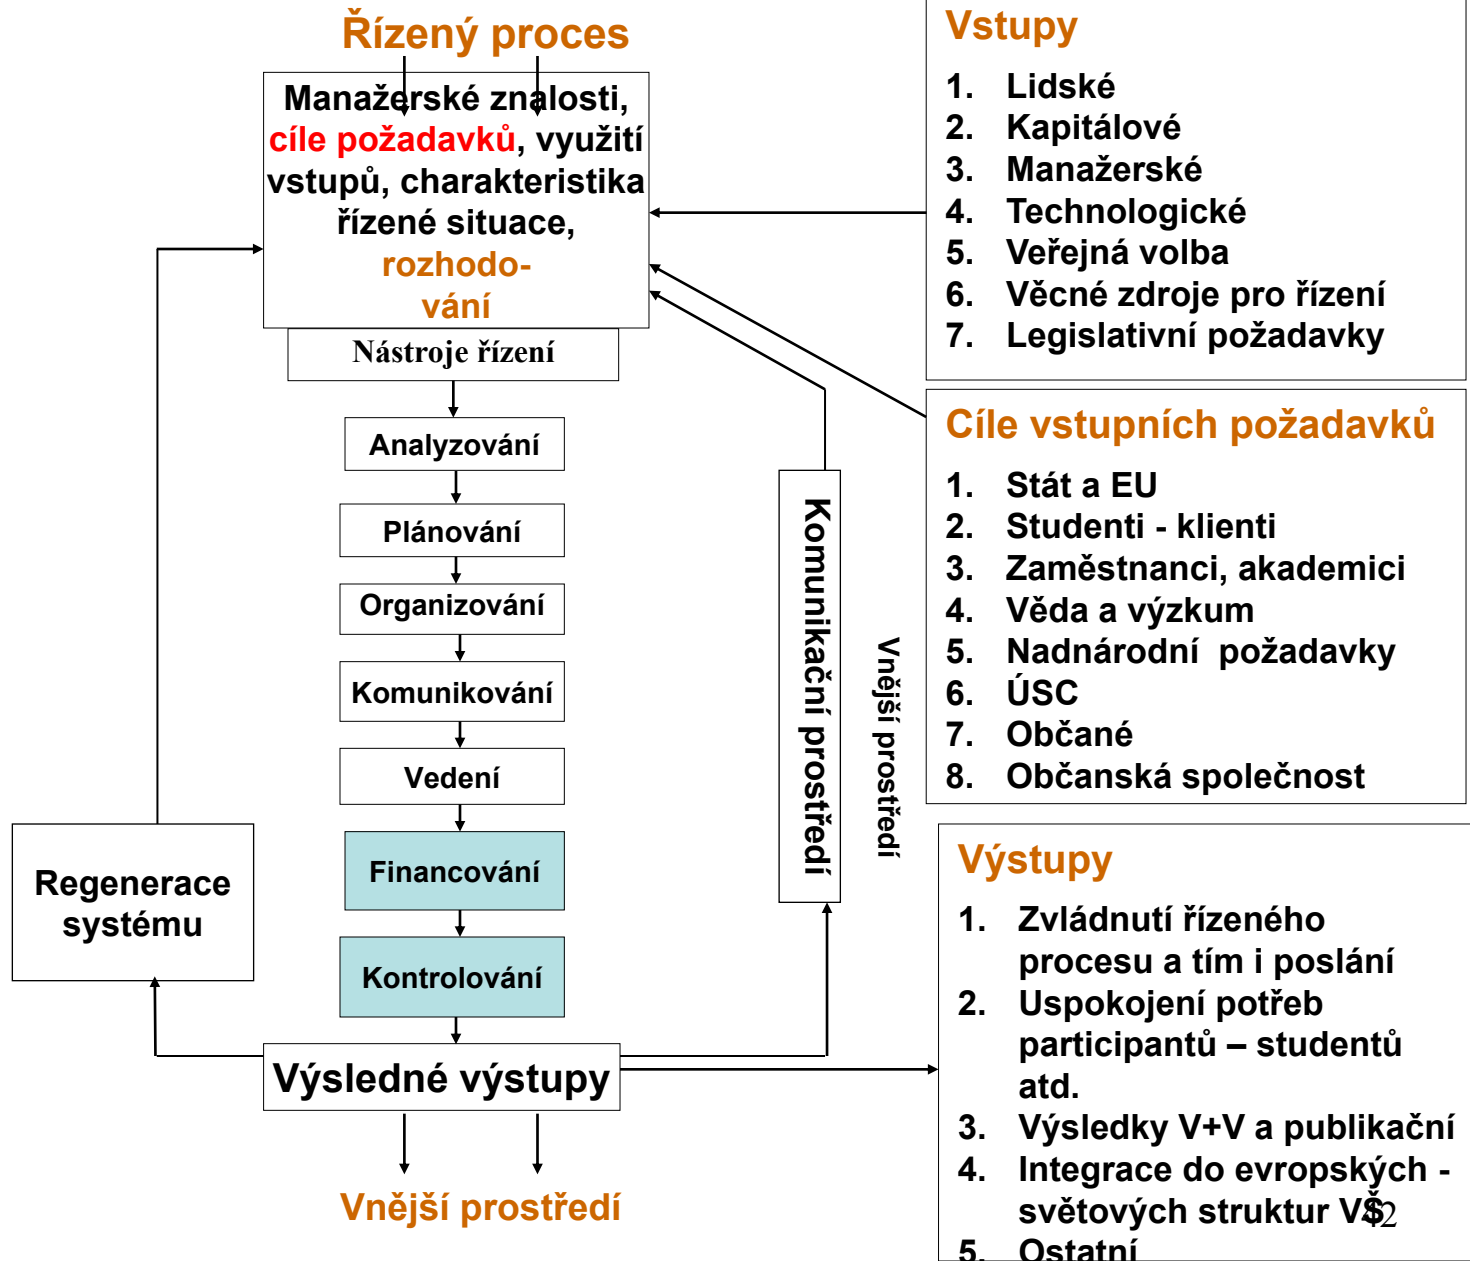 Řízený proces
Manažerské znalosti,
cíle požadavků, využití
vstupů, charakteristika
řízené situace,
rozhodo-
vání
Nástroje řízení
Analyzování
Plánování
Organizování
Komunikování
Vedení
Financování
Kontrolování
Výsledné výstupy
Vnější prostředí
Regenerace
systému
Komunikační prostředí
Vnější prostředí
Vstupy
1. Lidské
2. Kapitálové
3. Manažerské
4. Technologické
5. Veřejná volba
6. Věcné zdroje pro řízení
7. Legislativní požadavky
Cíle vstupních požadavků
1. Stát a EU
2. Studenti - klienti
3. Zaměstnanci, akademici
4. Věda a výzkum
5. Nadnárodní  požadavky
6. ÚSC
7. Občané
8. Občanská společnost
Výstupy
1. Zvládnutí řízeného
procesu a tím i poslání
2. Uspokojení potřeb
participantů – studentů
atd.
3. Výsledky V+V a publikační
4. Integrace do evropských -
světových struktur VŠ
5. Ostatní
42